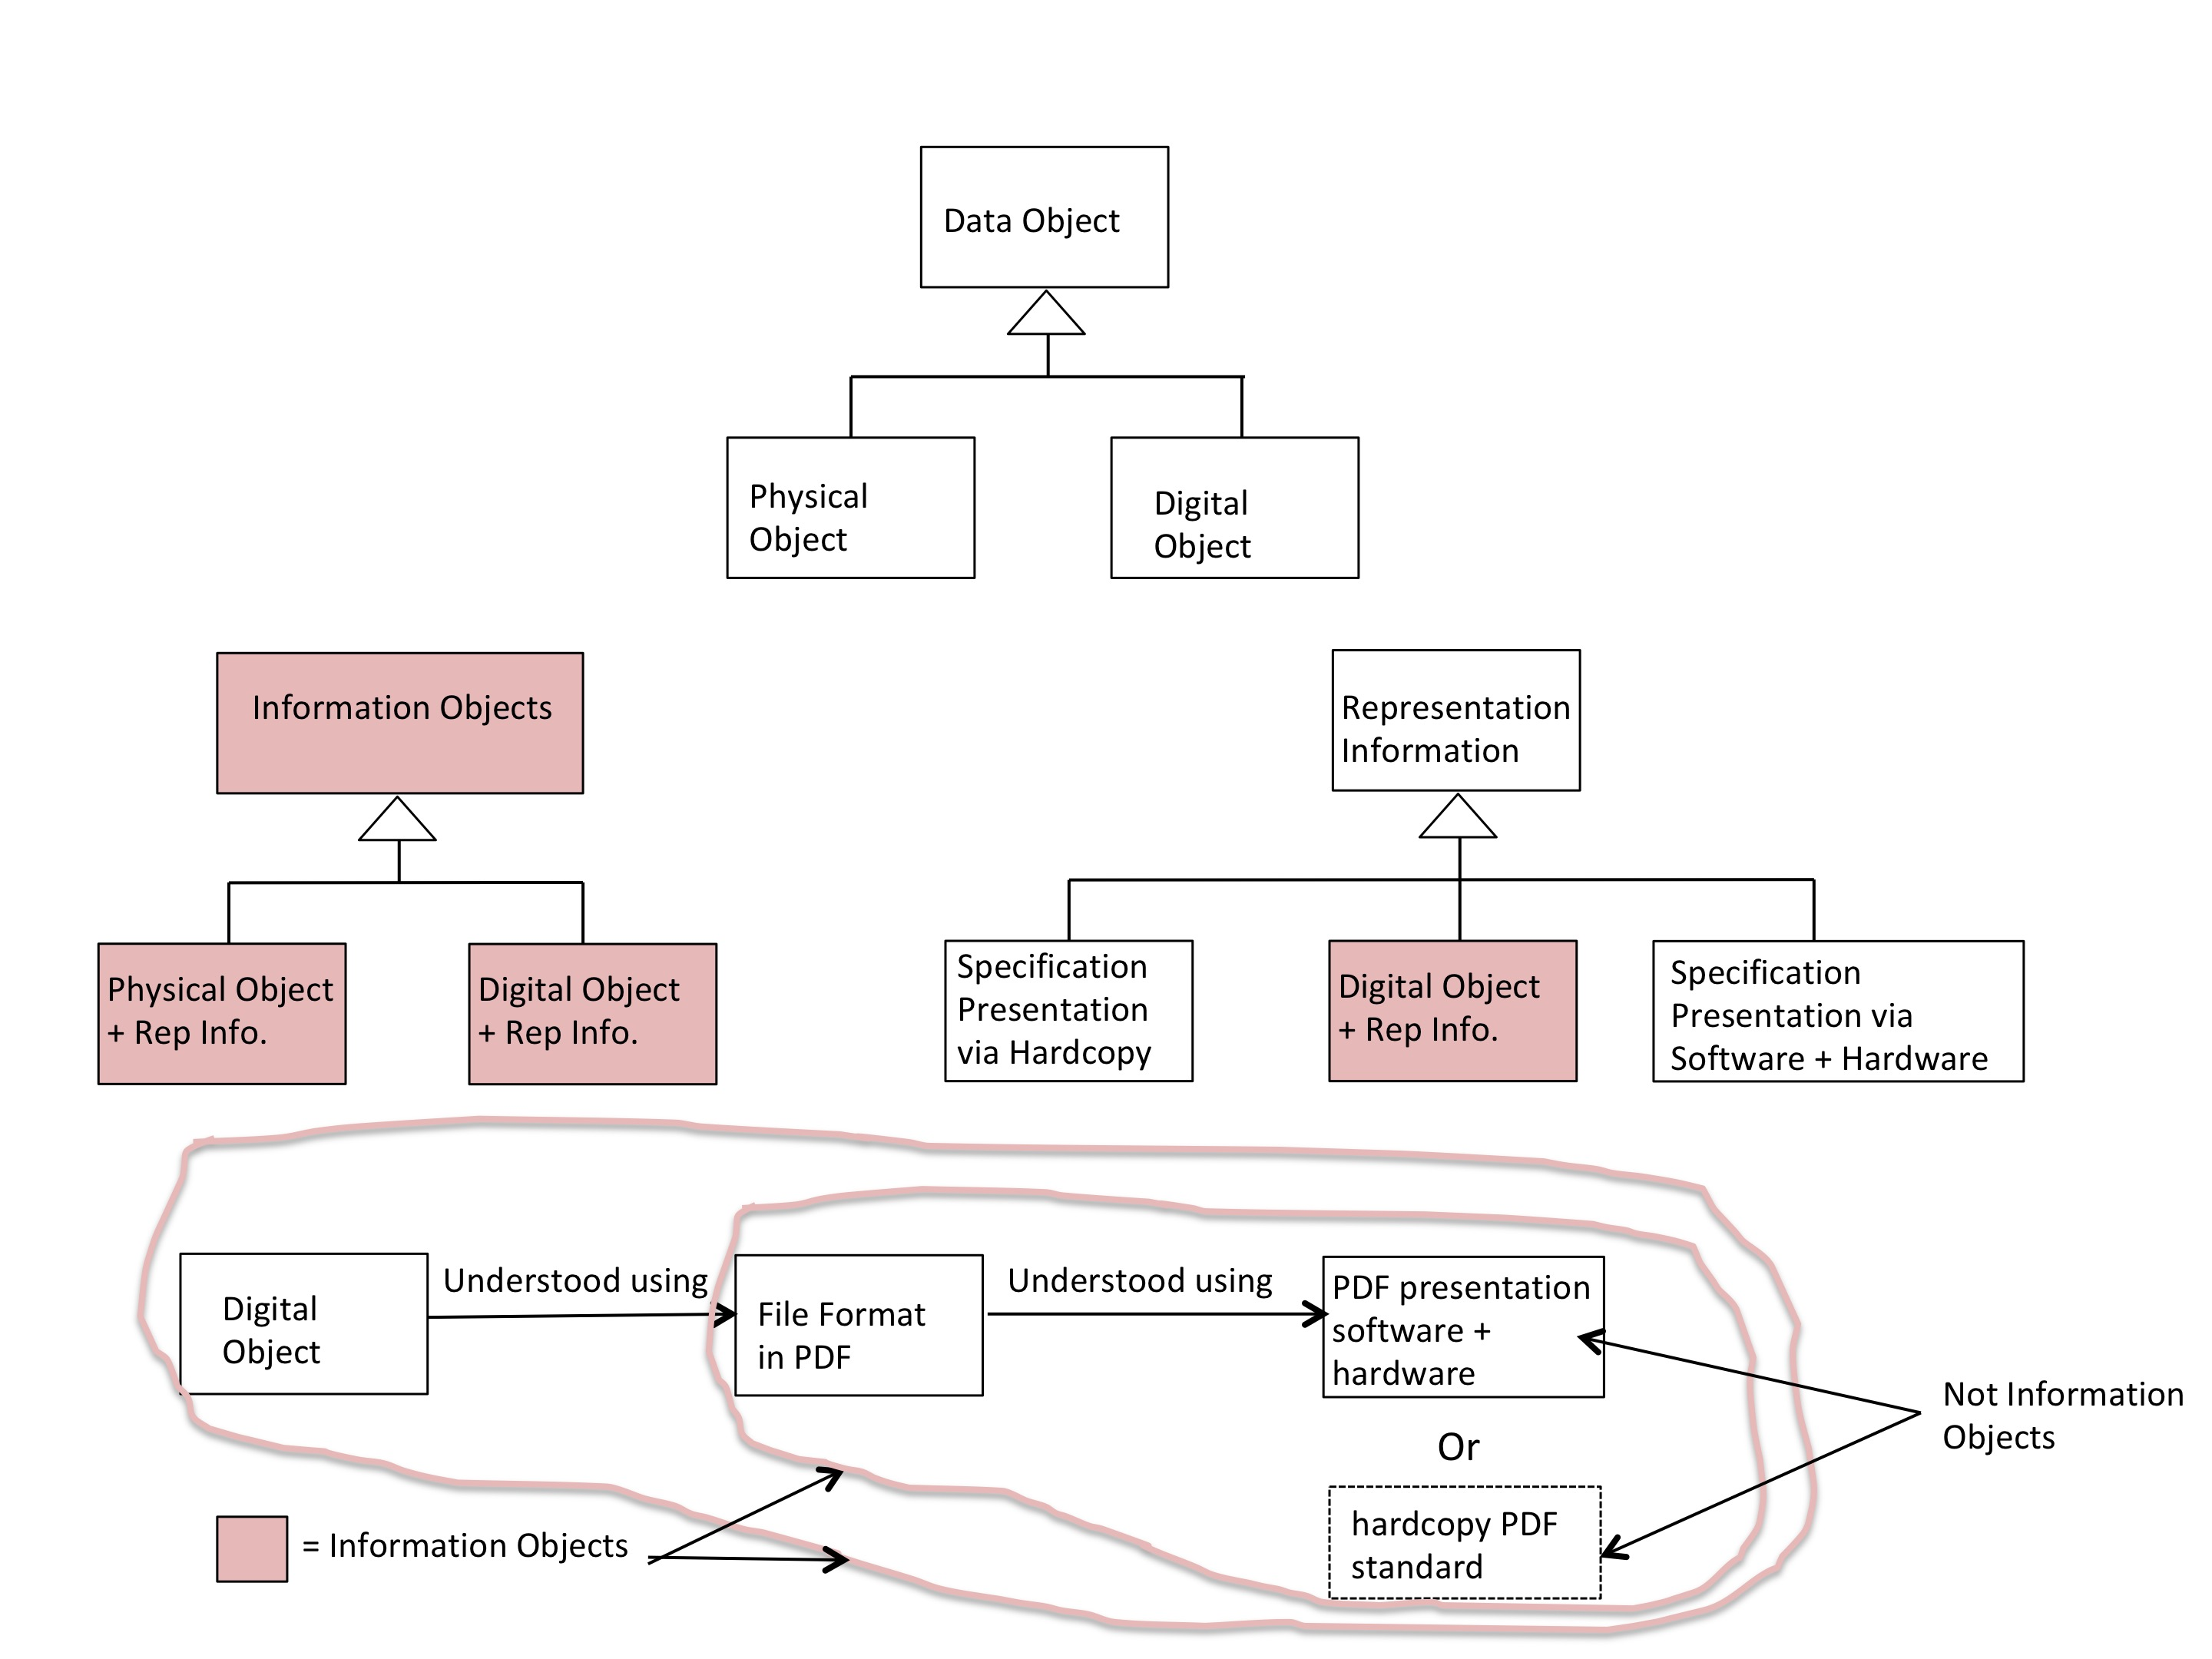 Data Object
Physical
Object
Digital
Object
Information Objects
Representation
Information
Physical Object
+ Rep Info.
Digital Object
+ Rep Info.
Specification
Presentation
via Hardcopy
Digital Object
+ Rep Info.
Specification
Presentation via
Software + Hardware
Digital
Object
Understood using
File Format
in PDF
Understood using
PDF presentation
software +
hardware
Not Information
Objects
Or
hardcopy PDF
standard
= Information Objects